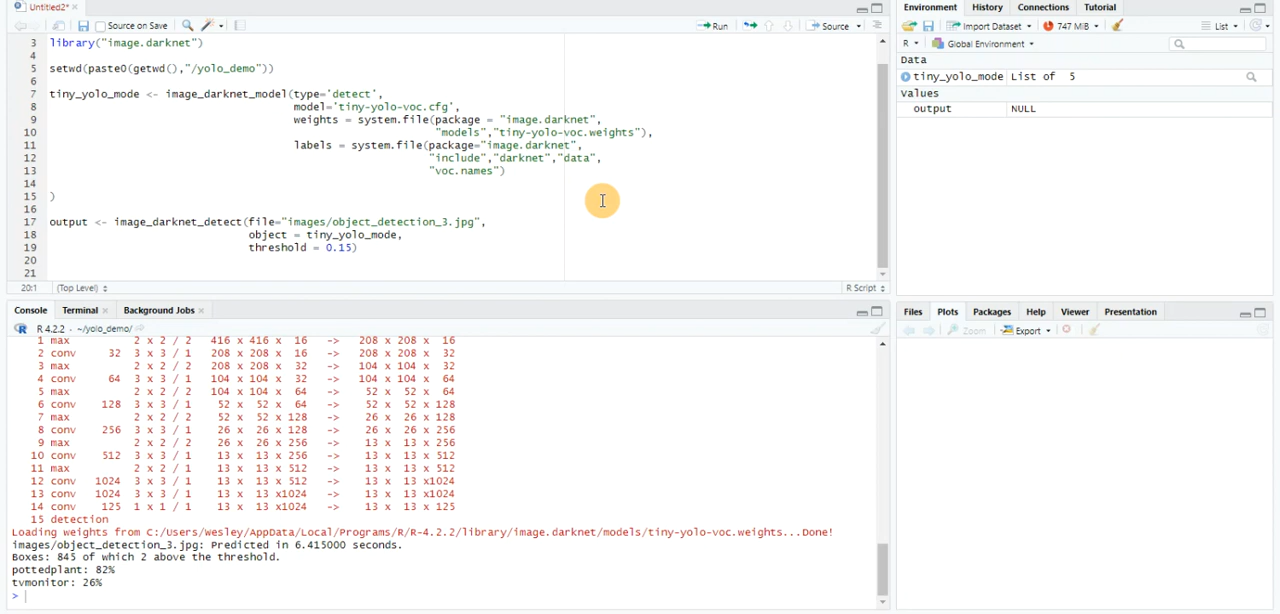 Untitled2*
Source on Save
Run
Source
3 library("image.darknet")
4
5 setwd(paste0(getwd(),"/yolo_demo"))
6
7 tiny_yolo_mode <- image_darknet_model(type='detect',
8 model='tiny-yolo-voc.cfg',
9 weights = system.file(package = "image.darknet",
10 "models","tiny-yolo-voc.weights"),
11 labels = system.file(package="image.darknet",
12 "include","darknet","data",
13 "voc.names")
14
15 )
16
17 output <- image_darknet_detect(file="images/object_detection_3.jpg",
18 object = tiny_yolo_mode,
19 threshold = 0.15)
20
21
20:1 (Top Level) R Script
Console Terminal Background Jobs
R 4.2.2 · ~/yolo_demo/
1 max 2 x 2 / 2 416 x 416 x 16 -> 208 x 208 x 16
2 conv 32 3 x 3 / 1 208 x 208 x 16 -> 208 x 208 x 32
3 max 2 x 2 / 2 208 x 208 x 32 -> 104 x 104 x 32
4 conv 64 3 x 3 / 1 104 x 104 x 32 -> 104 x 104 x 64
5 max 2 x 2 / 2 104 x 104 x 64 -> 52 x 52 x 64
6 conv 128 3 x 3 / 1 52 x 52 x 64 -> 52 x 52 x 128
7 max 2 x 2 / 2 52 x 52 x 128 -> 26 x 26 x 128
8 conv 256 3 x 3 / 1 26 x 26 x 128 -> 26 x 26 x 256
9 max 2 x 2 / 2 26 x 26 x 256 -> 13 x 13 x 256
10 conv 512 3 x 3 / 1 13 x 13 x 256 -> 13 x 13 x 512
11 max 2 x 2 / 1 13 x 13 x 512 -> 13 x 13 x 512
12 conv 1024 3 x 3 / 1 13 x 13 x 512 -> 13 x 13 x1024
13 conv 1024 3 x 3 / 1 13 x 13 x1024 -> 13 x 13 x1024
14 conv 125 1 x 1 / 1 13 x 13 x1024 -> 13 x 13 x 125
15 detection
Loading weights from C:/Users/Wesley/AppData/Local/Programs/R/R-4.2.2/library/image.darknet/models/tiny-yolo-voc.weights...Done!
images/object_detection_3.jpg: Predicted in 6.415000 seconds.
Boxes: 845 of which 2 above the threshold.
pottedplant: 82%
tvmonitor: 26%
>
Environment History Connections Tutorial
Import Dataset 747 MiB List
R Global Environment
Data
tiny_yolo_mode List of 5
Values
output NULL
Files Plots Packages Help Viewer Presentation
Zoom Export